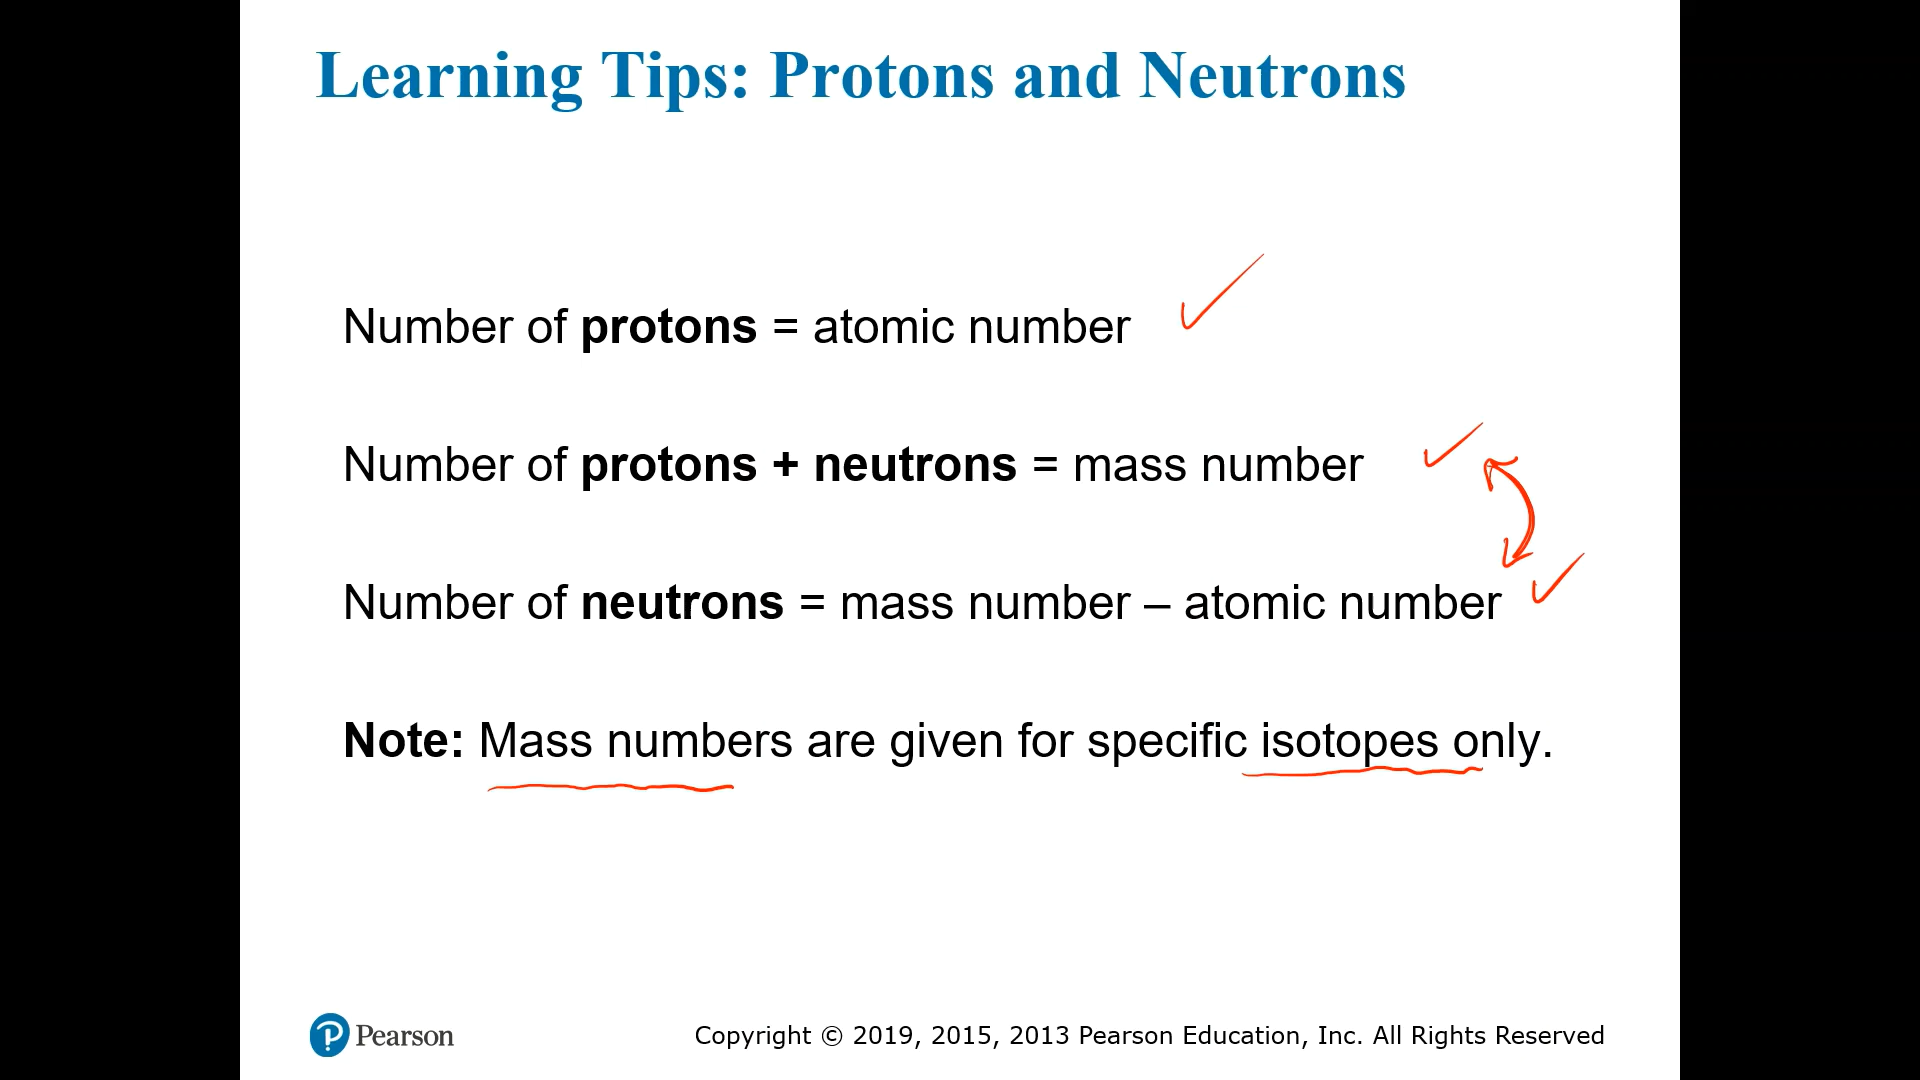 Learning Tips: Protons and Neutrons
Number of protons = atomic number
Number of protons + neutrons = mass number
Number of neutrons = mass number – atomic number
Note: Mass numbers are given for specific isotopes only.
Pearson
Copyright © 2019, 2015, 2013 Pearson Education, Inc. All Rights Reserved